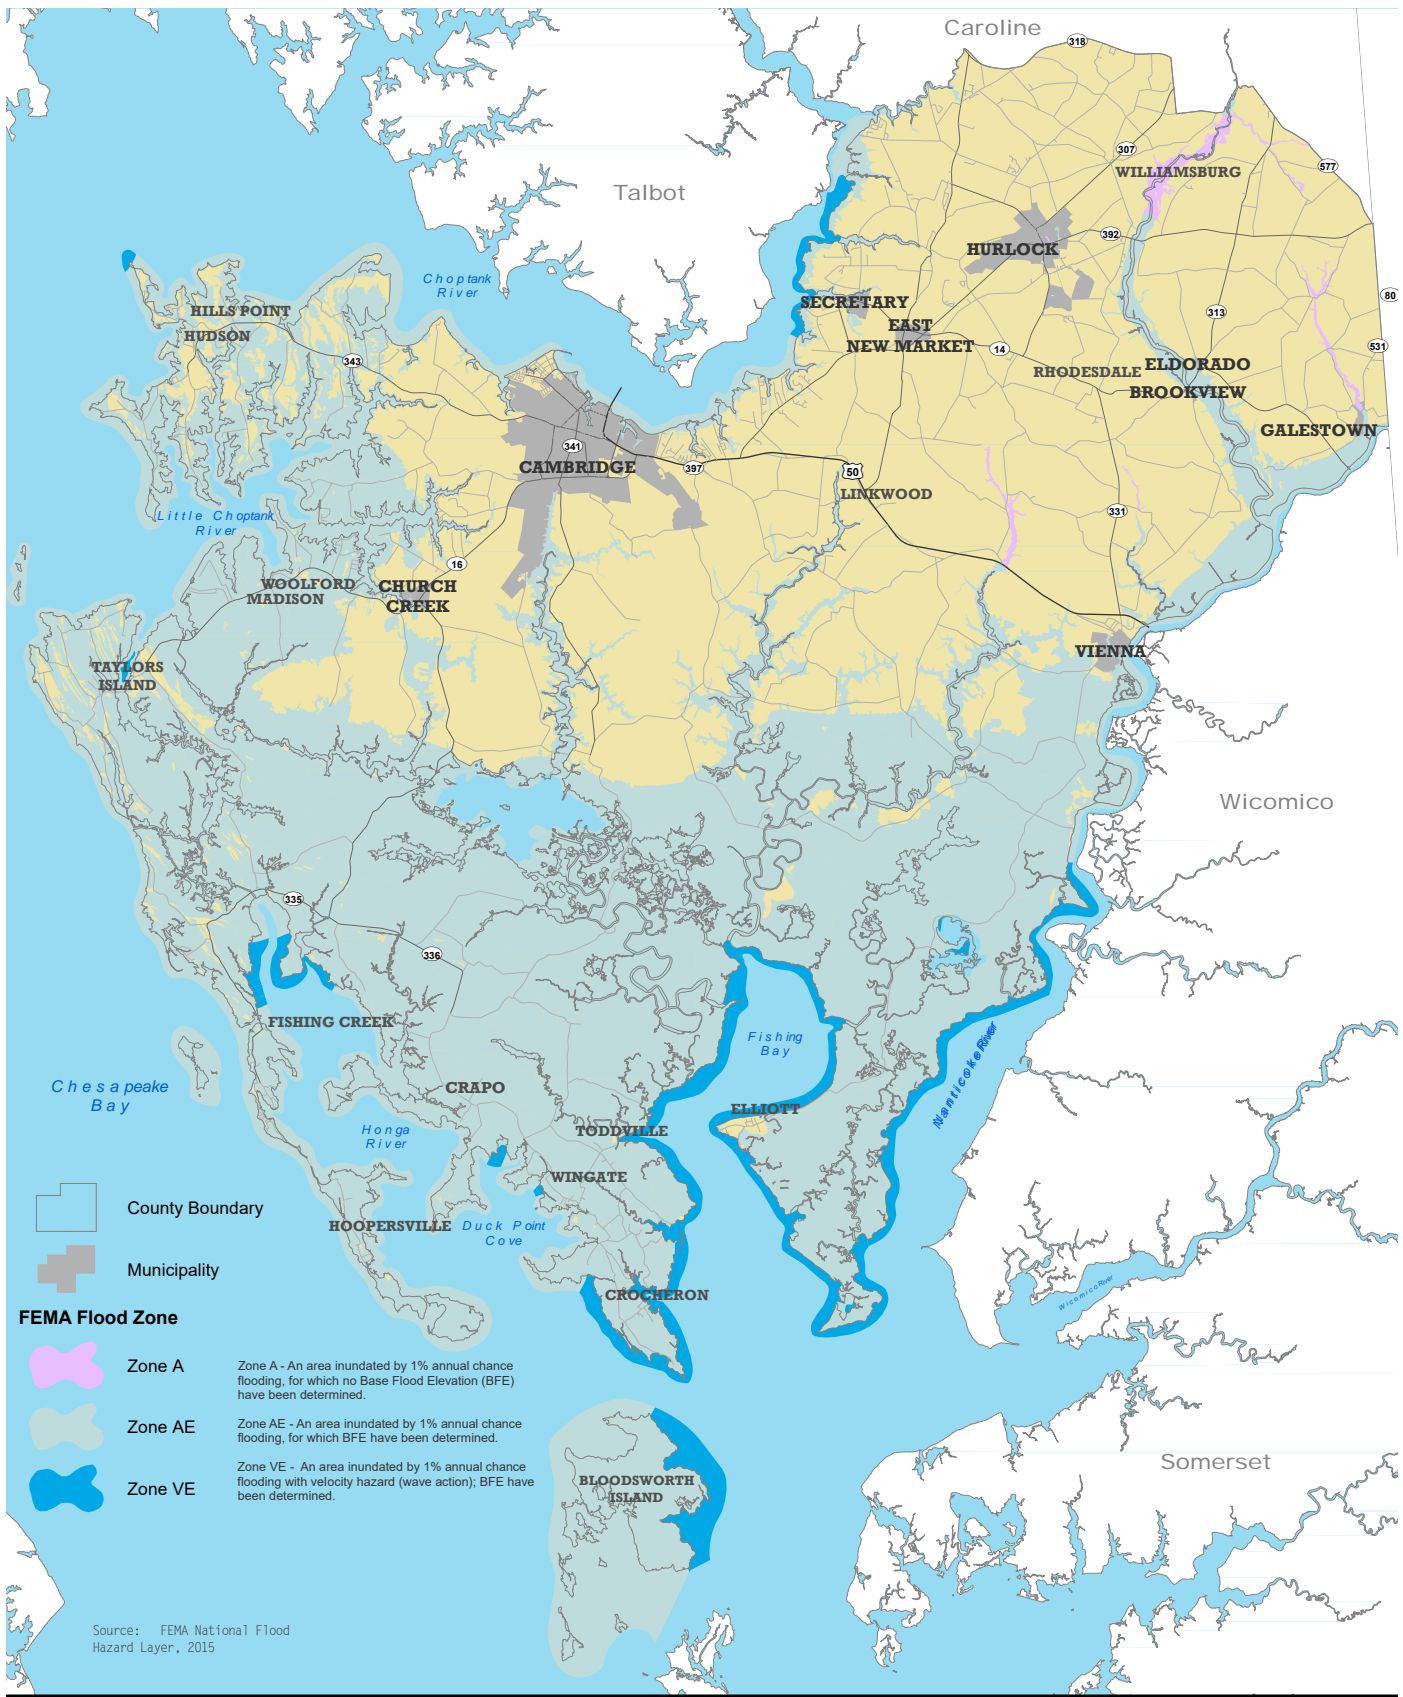 Caroline
318
307
WILLIAMSBURG
577
Talbot
392
HURLOCK
Choptank
River
80
SECRETARY
HILLS POINT
313
EAST
NEW MARKET
HUDSON
14
531
343
ELDORADO
RHODESDALE
BROOKVIEW
GALESTOWN
341
CAMBRIDGE
397
50
LINKWOOD
331
Little Choptank
River
16
WOOLFORD
MADISON
CHURCH
CREEK
VIENNA
TAYLORS
ISLAND
Wicomico
335
336
FISHING CREEK
Fishing
Bay
Nanticoke River
Chesapeake
Bay
CRAPO
ELLIOTT
Honga
River
TODDVILLE
WINGATE
County Boundary
HOOPERSVILLE
Duck Point
Cove
Municipality
CROCHERON
Wicomico River
FEMA Flood Zone
Zone A
Zone A - An area inundated by 1% annual chance
flooding, for which no Base Flood Elevation (BFE)
have been determined.
Zone AE
Zone AE - An area inundated by 1% annual chance
flooding, for which BFE have been determined.
Zone VE
Zone VE - An area inundated by 1% annual chance
flooding with velocity hazard (wave action); BFE have
been determined.
Somerset
BLOODSWORTH
ISLAND
Source: FEMA National Flood
Hazard Layer, 2015